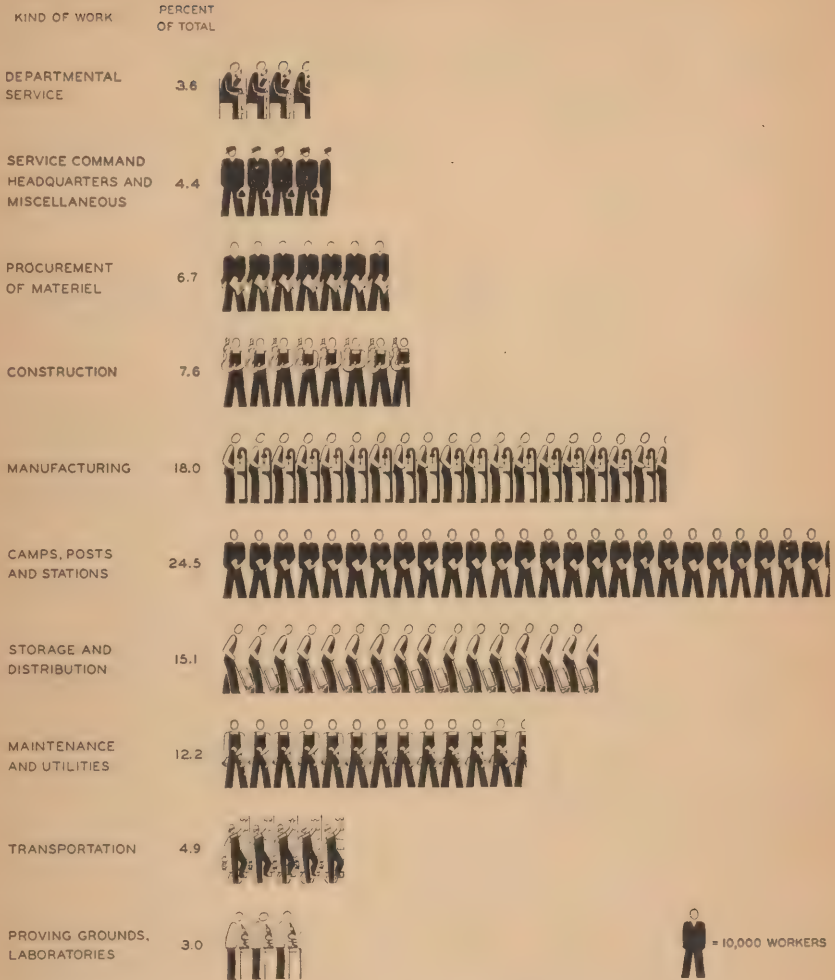 KIND OF WORK
PERCENT
OF TOTAL
DEPARTMENTAL
SERVICE
3.6
SERVICE COMMAND
HEADQUARTERS AND
MISCELLANEOUS
4.4
PROCUREMENT
OF MATERIEL
6.7
CONSTRUCTION
7.6
MANUFACTURING
18.0
CAMPS, POSTS
AND STATIONS
24.5
STORAGE AND
DISTRIBUTION
15.1
MAINTENANCE
AND UTILITIES
12.2
TRANSPORTATION
4.9
PROVING GROUNDS,
LABORATORIES
3.0
= 10,000 WORKERS